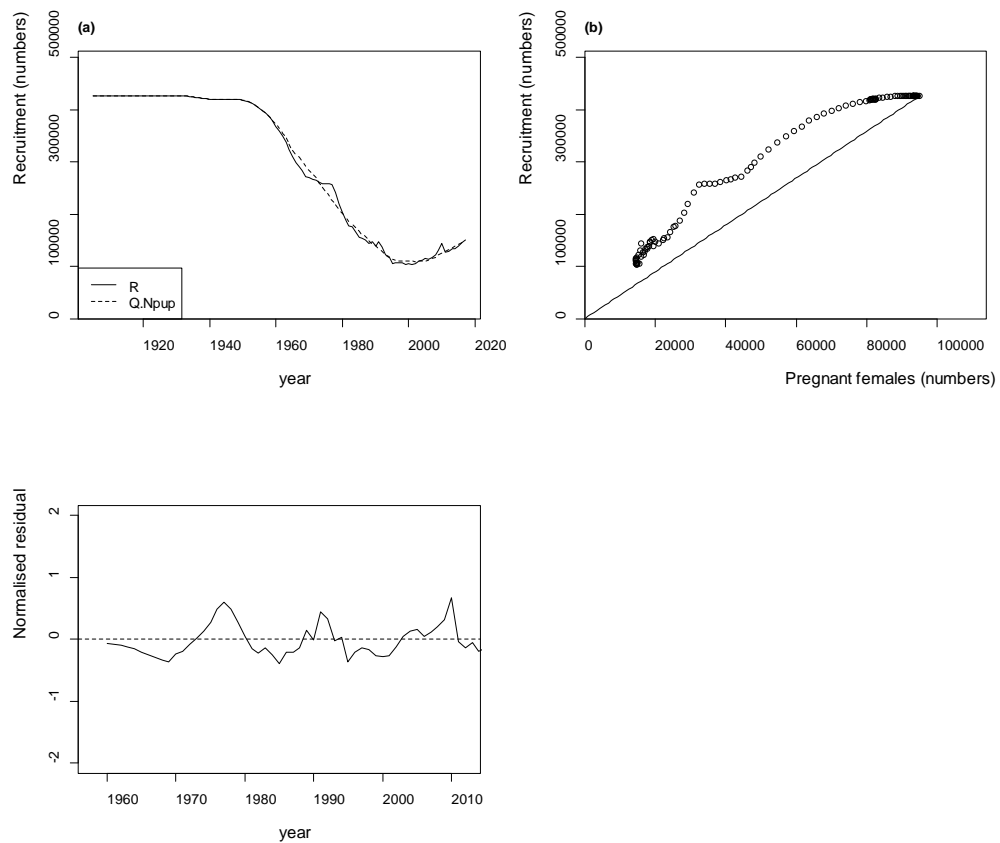 (a)
Recruitment (numbers)
500000
300000
100000
0
R
Q.Npup
1920 1940 1960 1980 2000 2020
year
(b)
Recruitment (numbers)
500000
300000
100000
0
0 20000 40000 60000 80000 100000
Pregnant females (numbers)
Normalised residual
2
1
0
-1
-2
1960 1970 1980 1990 2000 2010
year